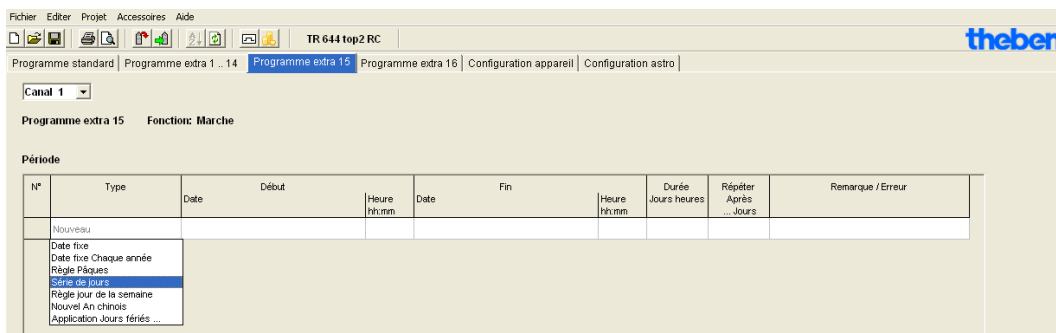 Fichier Editer Projet Accessoires Aide
TR 644 top2 RC
theben
Programme standard Programme extra 1 .. 14 Programme extra 15 Programme extra 16 Configuration appareil Configuration astro
Canal 1
Programme extra 15 Fonction: Marche
Période
N° Type Début Fin Durée Répéter Remarque / Erreur
Date Heure Date Heure Jours heures Après
hh:mm hh:mm ... Jours
Nouveau
Date fixe
Date fixe Chaque année
Règle Pâques
Série de jours
Règle jour de la semaine
Nouvel An chinois
Application Jours fériés ...